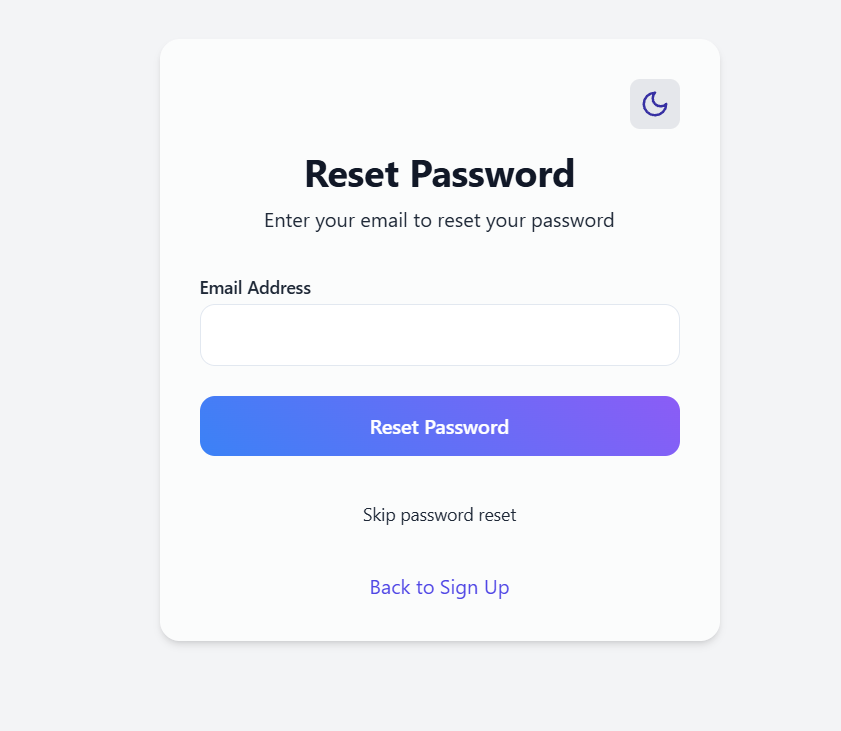 Reset Password
Enter your email to reset your password
Email Address
Reset Password
Skip password reset
Back to Sign Up